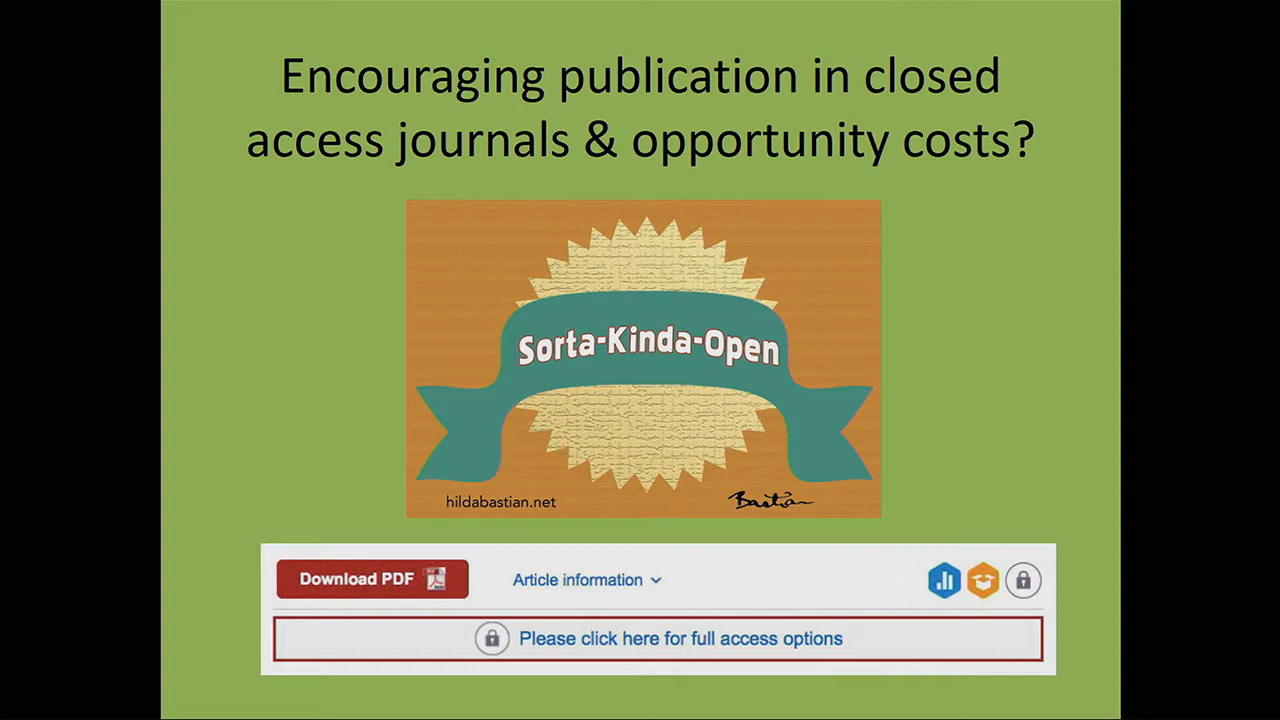 Encouraging publication in closed
access journals & opportunity costs?
Sorta-Kinda-Open
hildabastian.net
Bastian
Download PDF
Article information
Please click here for full access options